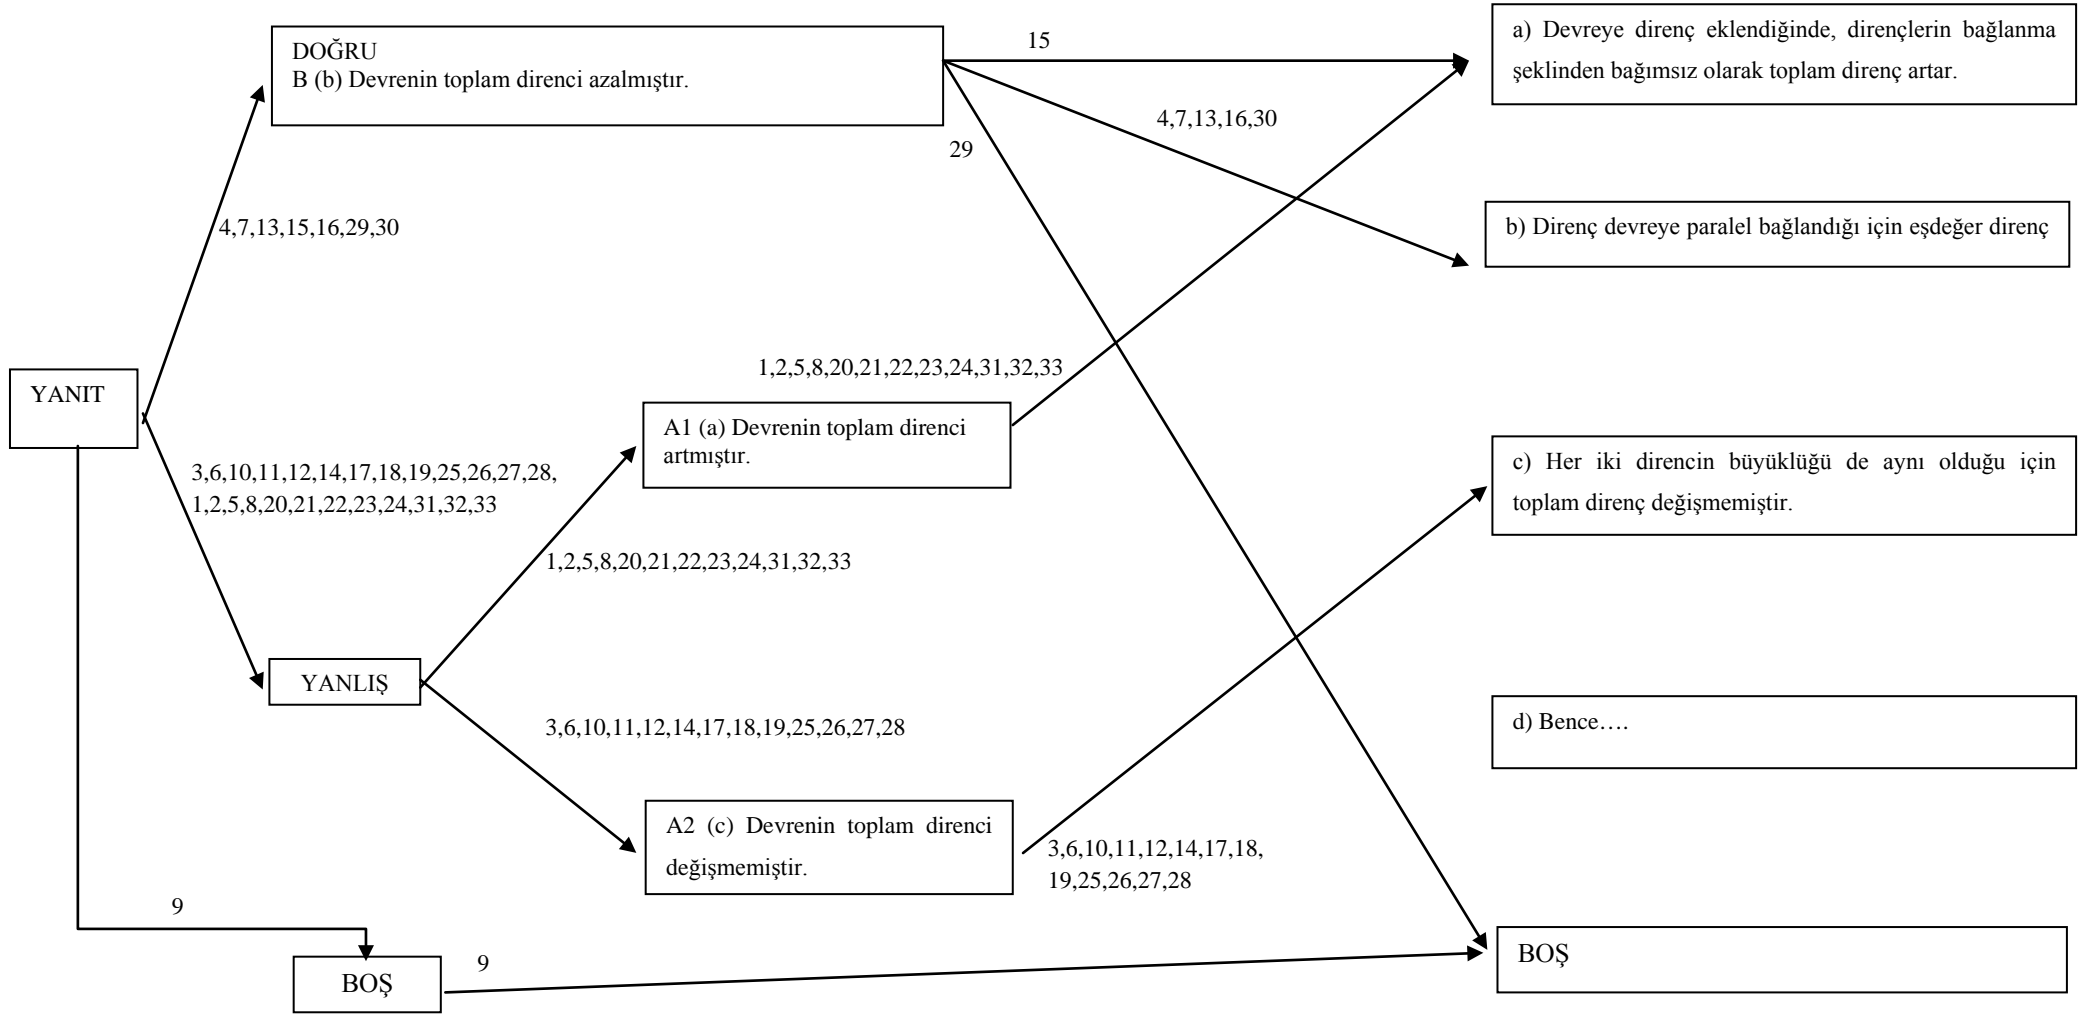 DOĞRU
B (b) Devrenin toplam direnci azalmıştır.
15
a) Devreye direnç eklendiğinde, dirençlerin bağlanma
şeklinden bağımsız olarak toplam direnç artar.
4,7,13,16,30
29
4,7,13,15,16,29,30
b) Direnç devreye paralel bağlandığı için eşdeğer direnç
YANIT
1,2,5,8,20,21,22,23,24,31,32,33
A1 (a) Devrenin toplam direnci
artmıştır.
3,6,10,11,12,14,17,18,19,25,26,27,28,
1,2,5,8,20,21,22,23,24,31,32,33
c) Her iki direncin büyüklüğü de aynı olduğu için
toplam direnç değişmemiştir.
1,2,5,8,20,21,22,23,24,31,32,33
YANLIŞ
3,6,10,11,12,14,17,18,19,25,26,27,28
d) Bence….
A2 (c) Devrenin toplam direnci
değişmemiştir.
3,6,10,11,12,14,17,18,
19,25,26,27,28
9
BOŞ
9
BOŞ